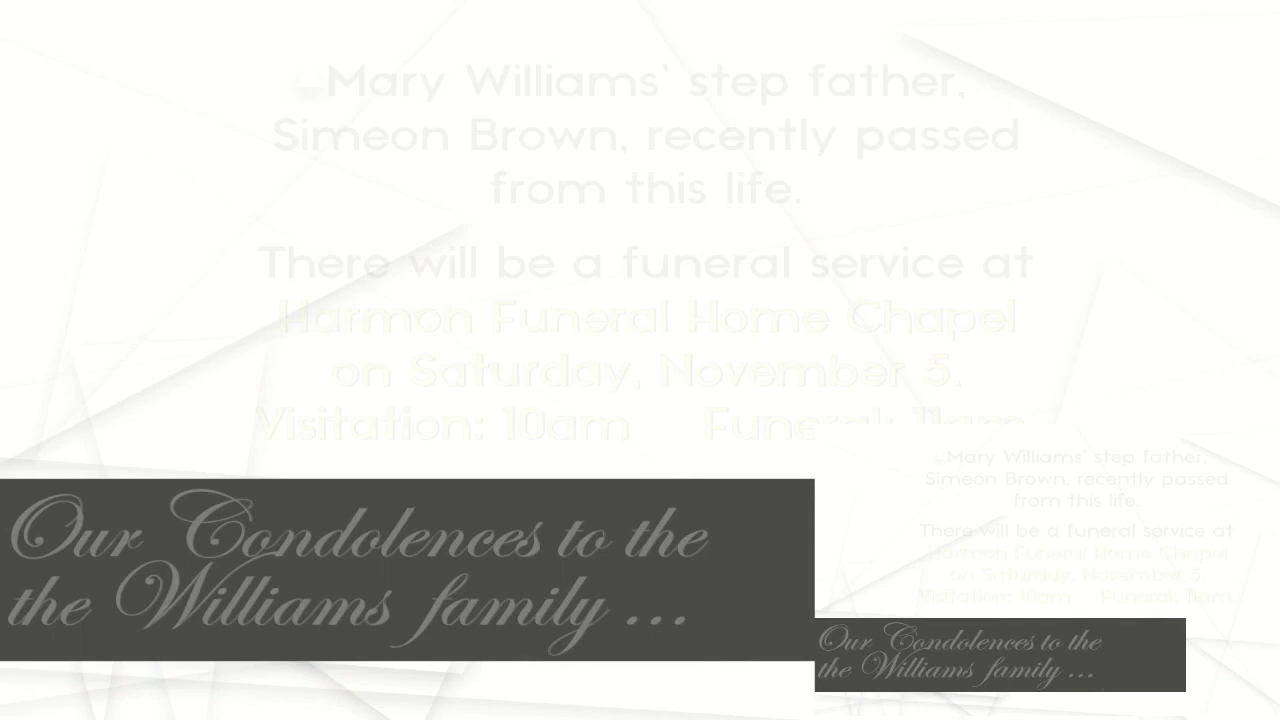 Mary Williams' step father,
Simeon Brown, recently passed
from this life.
There will be a funeral service at
Harmon Funeral Home Chapel
on Saturday, November 5.
Visitation: 10am Funeral: 11am
Our Condolences to the
the Williams family ...
Mary Williams' step father,
Simeon Brown, recently passed
from this life.
There will be a funeral service at
Harmon Funeral Home Chapel
on Saturday, November 5.
Visitation: 10am Funeral: 11am
Our Condolences to the
the Williams family ...